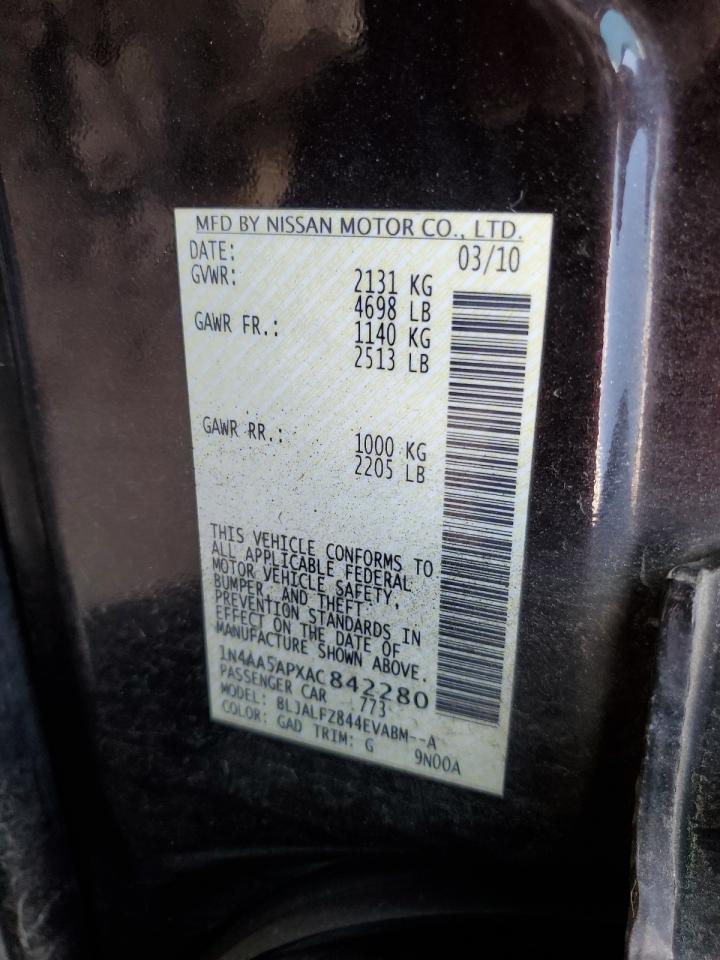 MFD BY NISSAN MOTOR CO., LTD.
DATE: 03/10
GVWR: 2131 KG
4698 LB
GAWR FR.: 1140 KG
2513 LB
GAWR RR.: 1000 KG
2205 LB
THIS VEHICLE CONFORMS TO
ALL APPLICABLE FEDERAL
MOTOR VEHICLE SAFETY,
BUMPER, AND THEFT
PREVENTION STANDARDS IN
EFFECT ON THE DATE OF
MANUFACTURE SHOWN ABOVE.
1N4AA5APXAC842280
PASSENGER CAR 773
MODEL: BLJALFZ844EVABM--A
COLOR: GAD TRIM: G 9N00A